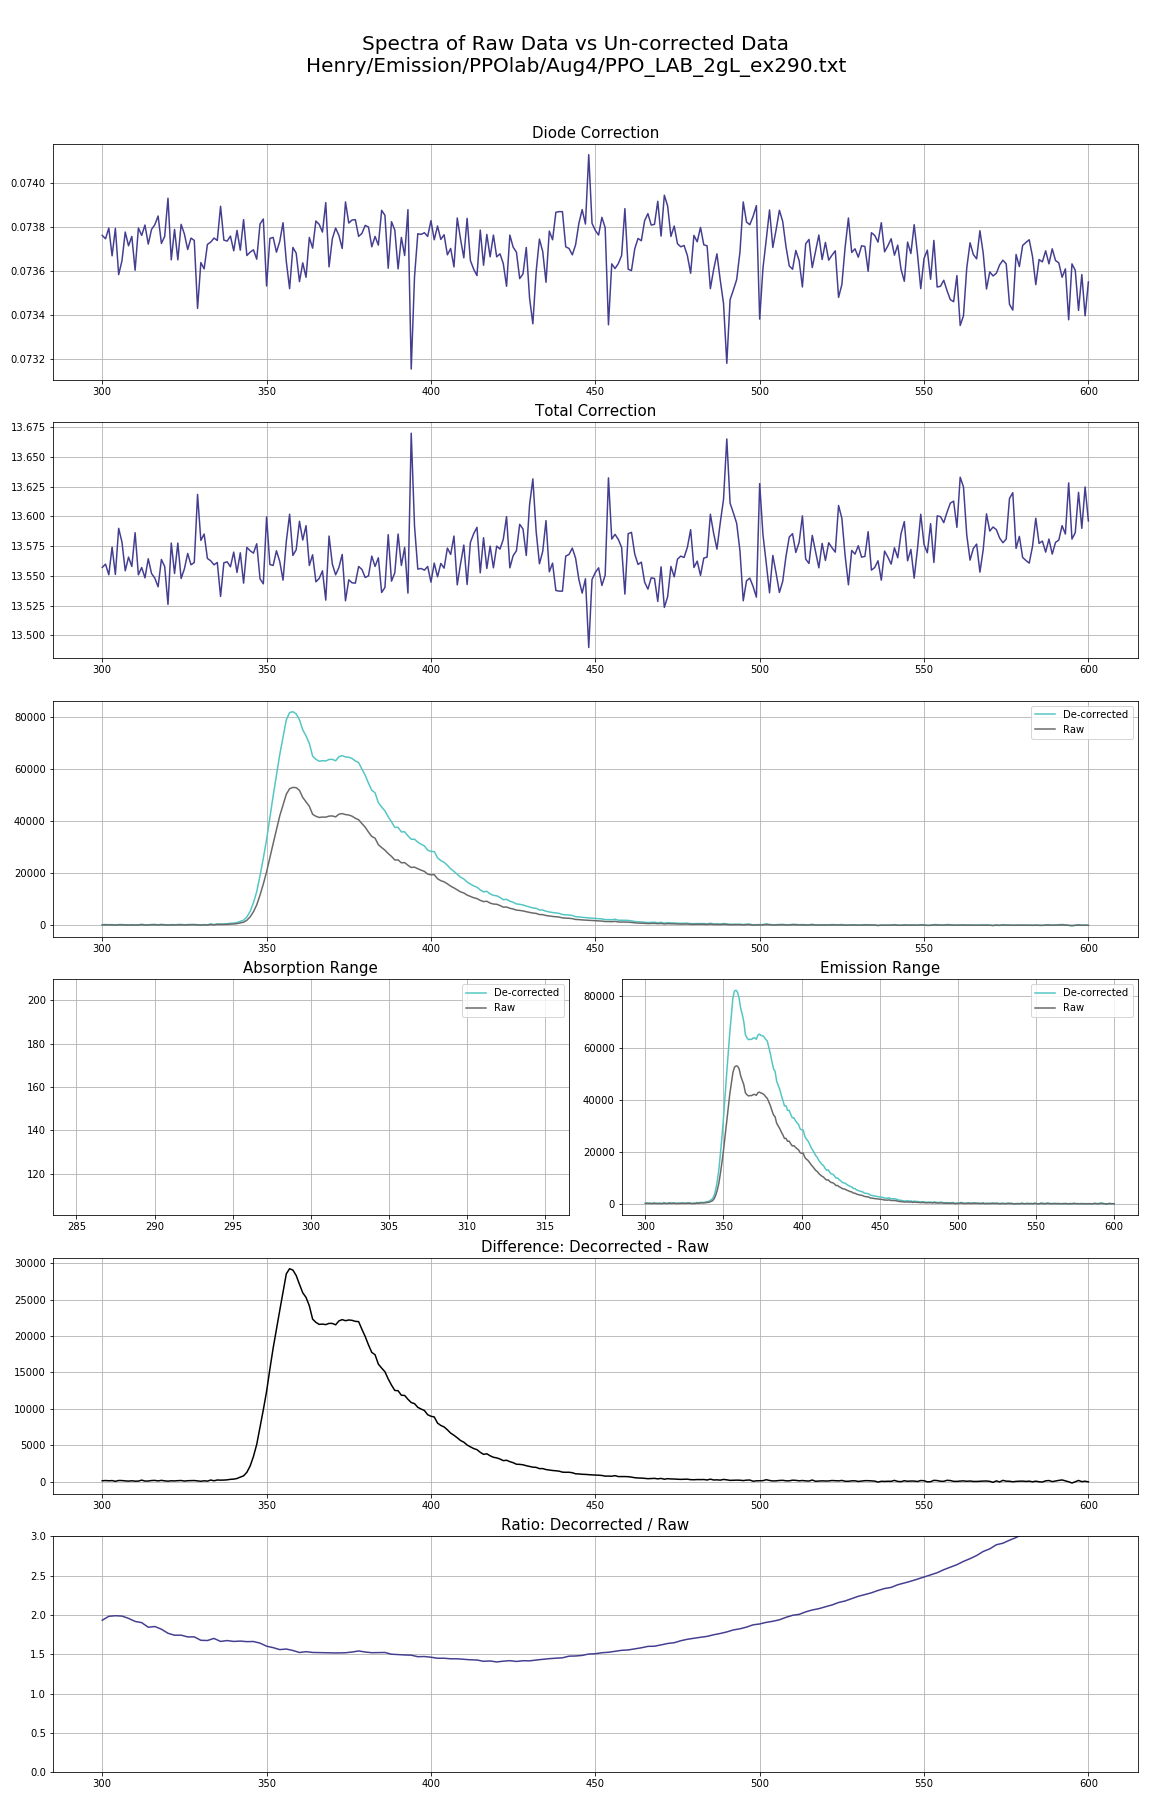 Spectra of Raw Data vs Un-corrected Data
Henry/Emission/PPOlab/Aug4/PPO_LAB_2gL_ex290.txt
Diode Correction
0.0740
0.0738
0.0736
0.0734
0.0732
300 350 400 450 500 550 600
Total Correction
13.675
13.650
13.625
13.600
13.575
13.550
13.525
13.500
300 350 400 450 500 550 600
De-corrected
Raw
80000
60000
40000
20000
0
300 350 400 450 500 550 600
Absorption Range
De-corrected
Raw
200
180
160
140
120
285 290 295 300 305 310 315
Emission Range
De-corrected
Raw
80000
60000
40000
20000
0
300 350 400 450 500 550 600
Difference: Decorrected - Raw
30000
25000
20000
15000
10000
5000
0
300 350 400 450 500 550 600
Ratio: Decorrected / Raw
3.0
2.5
2.0
1.5
1.0
0.5
0.0
300 350 400 450 500 550 600